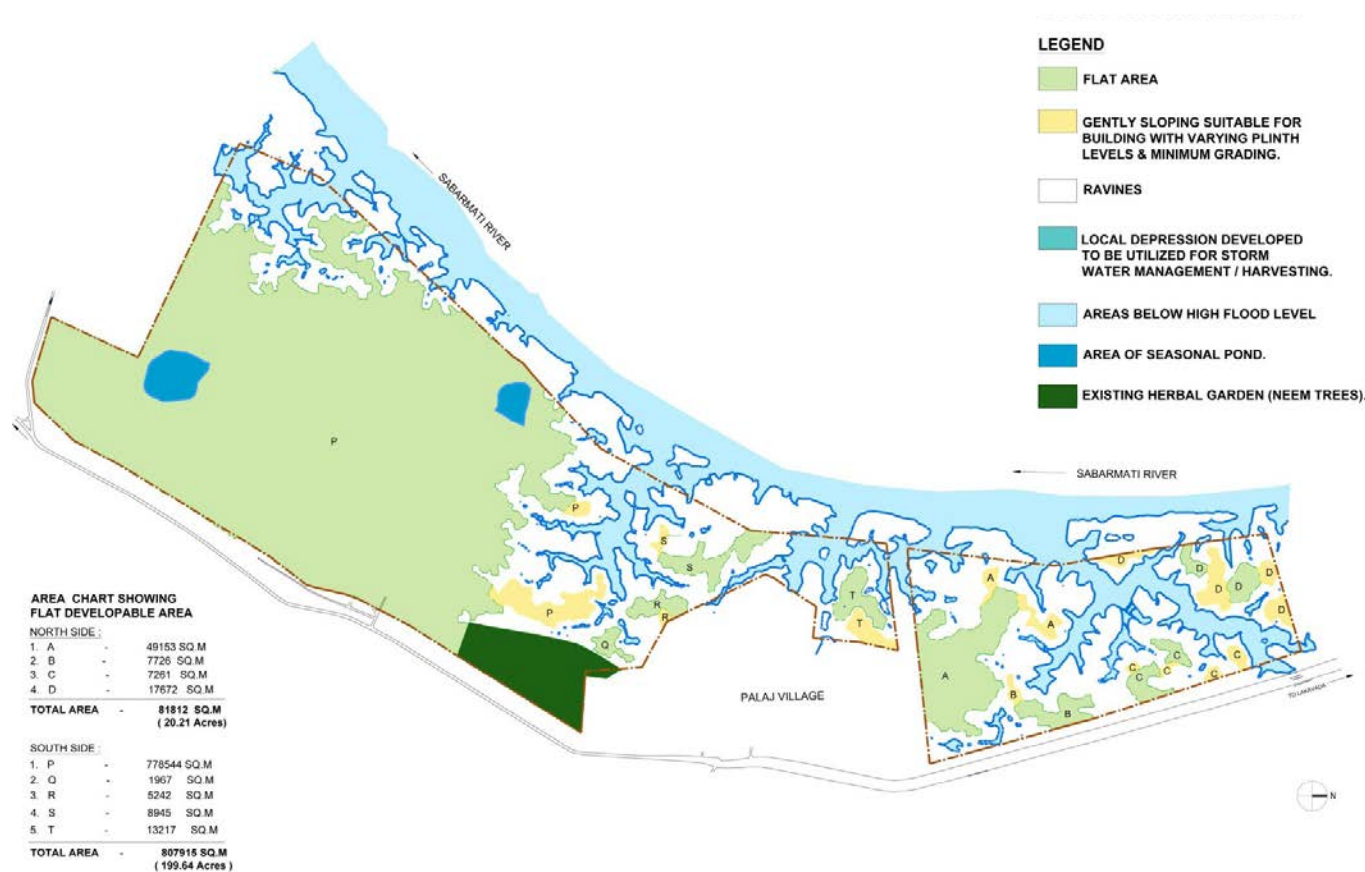 LEGEND
FLAT AREA
GENTLY SLOPING SUITABLE FOR
BUILDING WITH VARYING PLINTH
LEVELS & MINIMUM GRADING.
RAVINES
LOCAL DEPRESSION DEVELOPED
TO BE UTILIZED FOR STORM
WATER MANAGEMENT / HARVESTING.
AREAS BELOW HIGH FLOOD LEVEL
AREA OF SEASONAL POND.
EXISTING HERBAL GARDEN (NEEM TREES).
SABARMATI RIVER
SABARMATI RIVER
P
P
S
S
P
R
R
Q
T
T
A
A
A
B
B
C
C
C
C
C
C
D
D
D
D
D
D
PALAJ VILLAGE
TO LAKAVADA
N
AREA CHART SHOWING
FLAT DEVELOPABLE AREA
NORTH SIDE :
1. A - 49153 SQ.M
2. B - 7726 SQ.M
3. C - 7261 SQ.M
4. D - 17672 SQ.M
TOTAL AREA - 81812 SQ.M
( 20.21 Acres)
SOUTH SIDE :
1. P - 778544 SQ.M
2. Q - 1967 SQ.M
3. R - 5242 SQ.M
4. S - 8945 SQ.M
5. T - 13217 SQ.M
TOTAL AREA - 807915 SQ.M
( 199.64 Acres )